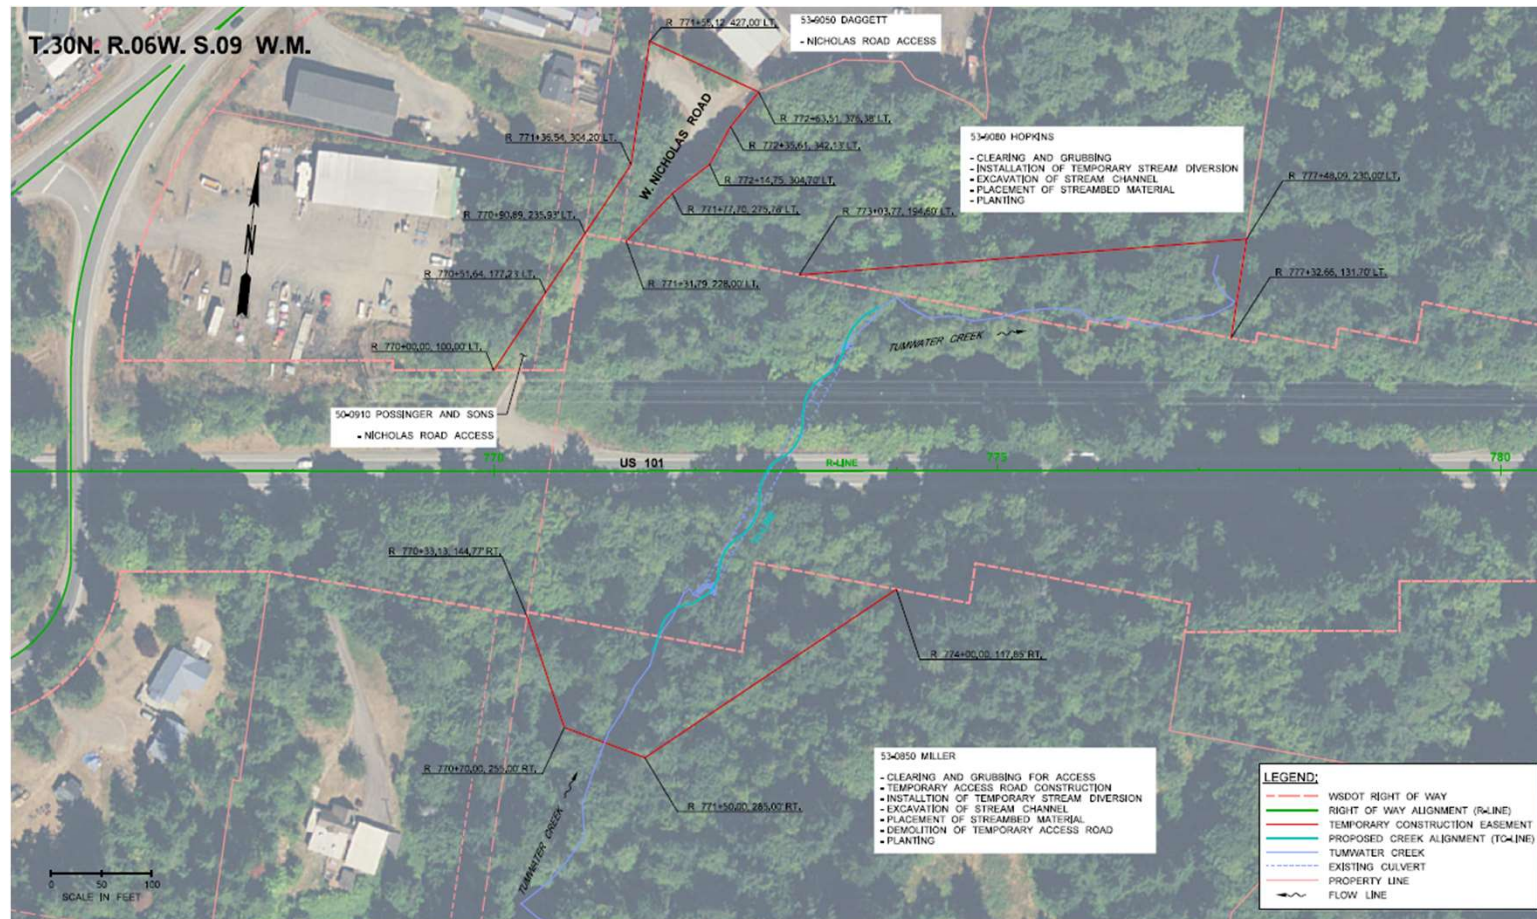 T.30N. R.06W. S.09 W.M.
R 771+55.12, 427.00' LT.
53-9050 DAGGETT
- NICHOLAS ROAD ACCESS
W. NICHOLAS ROAD
R 772+63.51, 376.38' LT.
R 771+36.54, 304.20' LT.
R 772+35.61, 342.13' LT.
R 772+14.75, 304.70' LT.
53-9080 HOPKINS
- CLEARING AND GRUBBING
- INSTALLATION OF TEMPORARY STREAM DIVERSION
- EXCAVATION OF STREAM CHANNEL
- PLACEMENT OF STREAMBED MATERIAL
- PLANTING
R 777+48.09, 230.00' LT.
N
R 770+90.89, 235.93' LT.
R 771+77.70, 275.78' LT.
R 773+03.77, 194.60' LT.
R 770+51.64, 177.23' LT.
R 771+31.79, 228.00' LT.
R 777+32.66, 131.70' LT.
TUMWATER CREEK
R 770+00.00, 100.00' LT.
50-0910 POSSINGER AND SONS
- NICHOLAS ROAD ACCESS
770
US 101
R-LINE
775
780
R 770+33.13, 144.77' RT.
R 774+00.00, 117.85' RT.
R 770+70.00, 255.00' RT.
R 771+50.00, 285.00' RT.
TUMWATER CREEK
53-0850 MILLER
- CLEARING AND GRUBBING FOR ACCESS
- TEMPORARY ACCESS ROAD CONSTRUCTION
- INSTALLTION OF TEMPORARY STREAM DIVERSION
- EXCAVATION OF STREAM CHANNEL
- PLACEMENT OF STREAMBED MATERIAL
- DEMOLITION OF TEMPORARY ACCESS ROAD
- PLANTING
0 50 100
SCALE IN FEET
LEGEND:
WSDOT RIGHT OF WAY
RIGHT OF WAY ALIGNMENT (R-LINE)
TEMPORARY CONSTRUCTION EASEMENT
PROPOSED CREEK ALIGNMENT (TC-LINE)
TUMWATER CREEK
EXISTING CULVERT
PROPERTY LINE
FLOW LINE